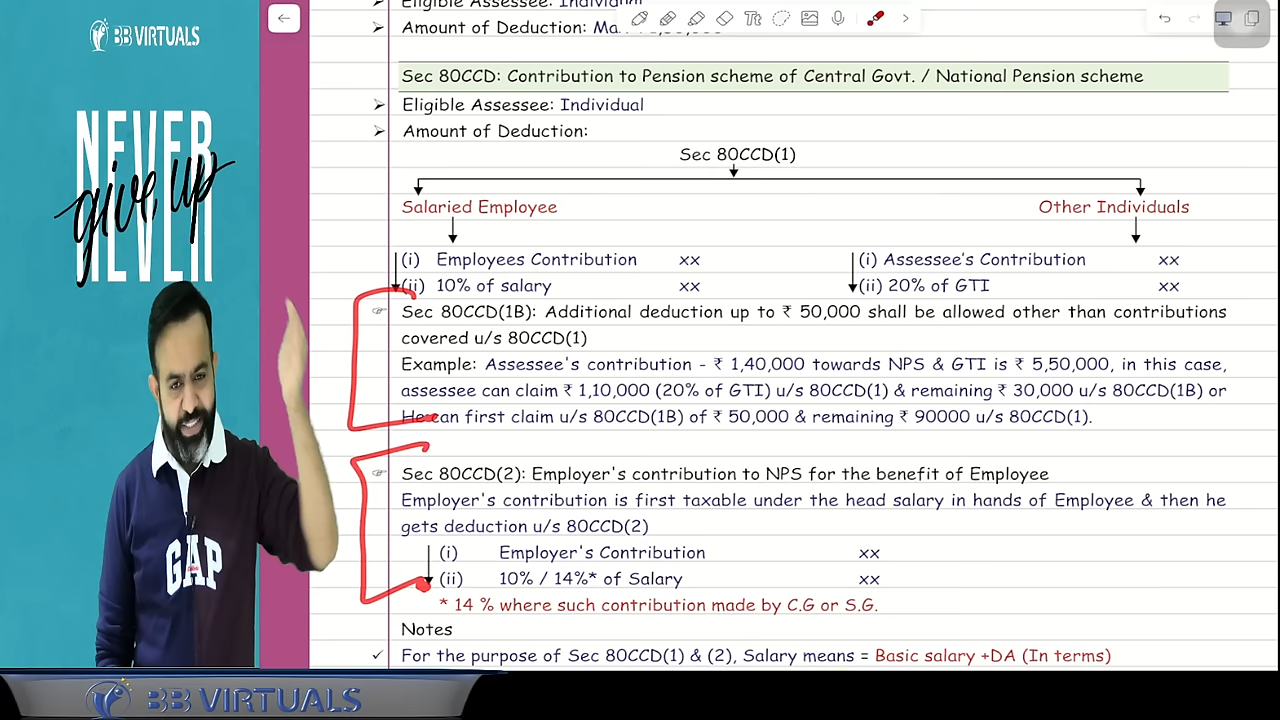 Eligible Assessee: Individual
BB VIRTUALS
Amount of Deduction:
NEVER
give up
NEVER
Sec 80CCD: Contribution to Pension scheme of Central Govt. / National Pension scheme
Eligible Assessee: Individual
Amount of Deduction:
Sec 80CCD(1)
Salaried Employee Other Individuals
(i) Employees Contribution xx (i) Assessee's Contribution xx
(ii) 10% of salary xx (ii) 20% of GTI xx
Sec 80CCD(1B): Additional deduction up to ₹ 50,000 shall be allowed other than contributions
covered u/s 80CCD(1)
Example: Assessee's contribution - ₹ 1,40,000 towards NPS & GTI is ₹ 5,50,000, in this case,
assessee can claim ₹ 1,10,000 (20% of GTI) u/s 80CCD(1) & remaining ₹ 30,000 u/s 80CCD(1B) or
He can first claim u/s 80CCD(1B) of ₹ 50,000 & remaining ₹ 90000 u/s 80CCD(1).
Sec 80CCD(2): Employer's contribution to NPS for the benefit of Employee
Employer's contribution is first taxable under the head salary in hands of Employee & then he
gets deduction u/s 80CCD(2)
(i) Employer's Contribution xx
(ii) 10% / 14%* of Salary xx
* 14 % where such contribution made by C.G or S.G.
Notes
For the purpose of Sec 80CCD(1) & (2), Salary means = Basic salary +DA (In terms)
GAP
BB VIRTUALS